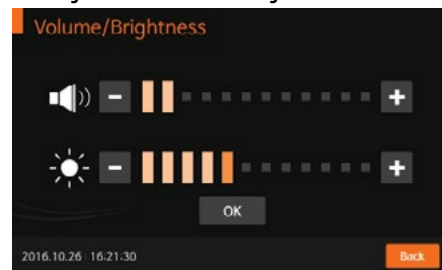 Volume/Brightness
- +
- +
OK
2016.10.26 16:21:30 Back